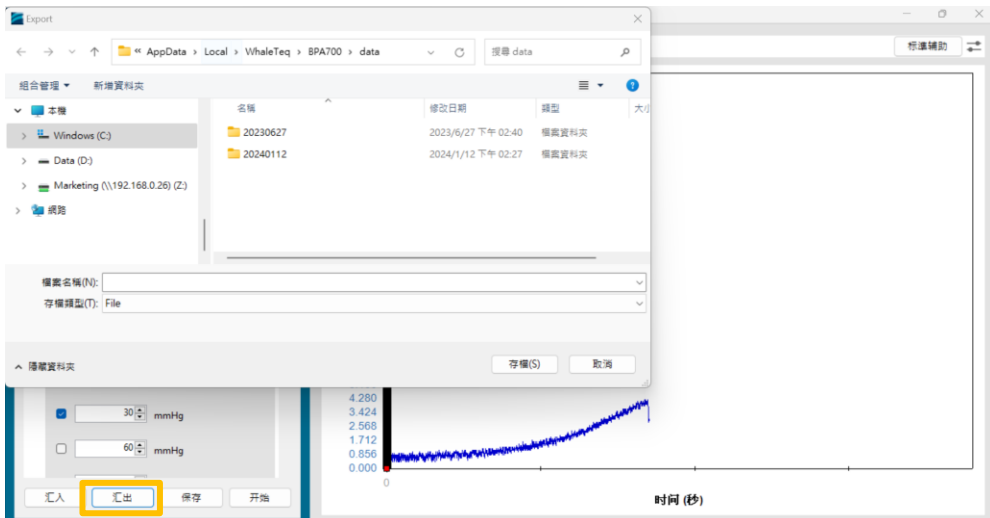 Export
« AppData › Local › WhaleTeq › BPA700 › data
搜尋 data
标準辅助
組合管理
新增資料夾
本機
Windows (C:)
Data (D:)
Marketing (\\192.168.0.26) (Z:)
網路
名稱 修改日期 類型 大小
20230627 2023/6/27 下午 02:40 檔案資料夾
20240112 2024/1/12 下午 02:27 檔案資料夾
檔案名稱(N):
存檔類型(T): File
隱藏資料夾
存檔(S) 取消
30 mmHg
60 mmHg
汇入 汇出 保存 开始
4.280
3.424
2.568
1.712
0.856
0.000
0
时间 (秒)